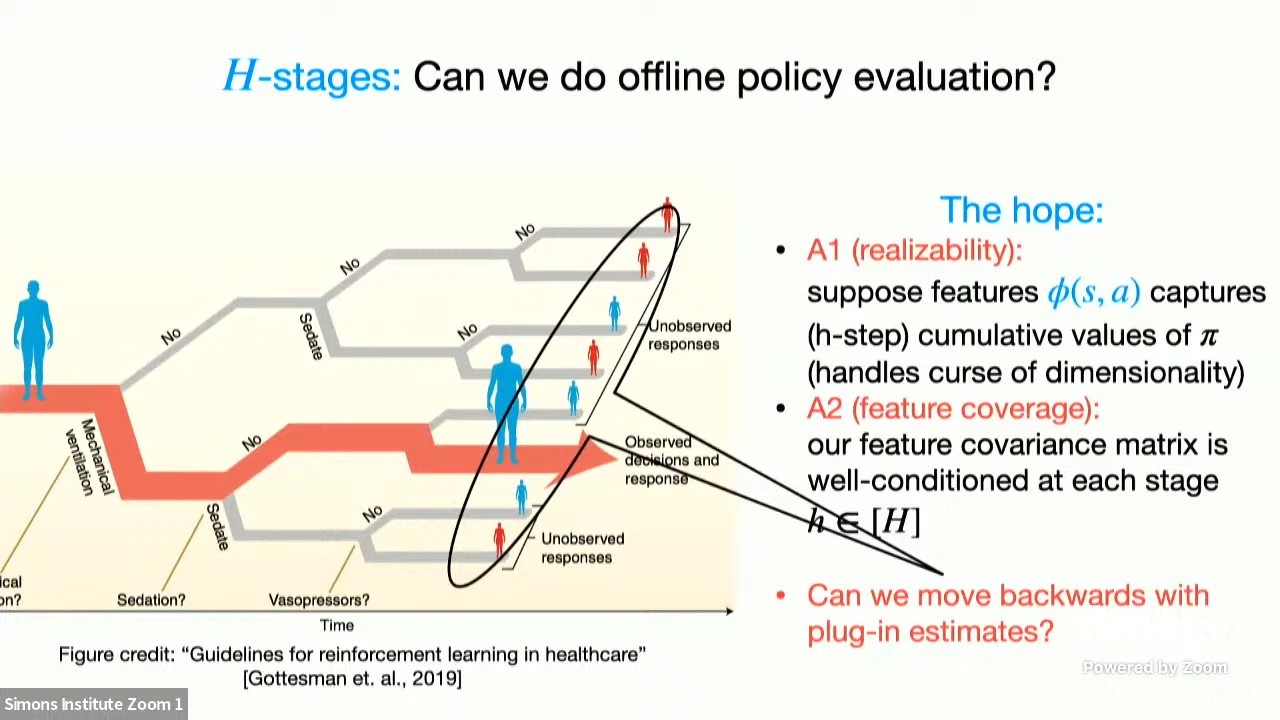 H-stages: Can we do offline policy evaluation?
No
No
No
Sedate
No
Unobserved
responses
Mechanical
ventilation
No
Observed
decisions and
response
Sedate
No
Unobserved
responses
ical
on?
Sedation?
Vasopressors?
Time
Figure credit: “Guidelines for reinforcement learning in healthcare”
[Gottesman et. al., 2019]
The hope:
• A1 (realizability):
suppose features ϕ(s, a) captures
(h-step) cumulative values of π
(handles curse of dimensionality)
• A2 (feature coverage):
our feature covariance matrix is
well-conditioned at each stage
h ∈ [H]
• Can we move backwards with
plug-in estimates?
Powered by Zoom
Simons Institute Zoom 1